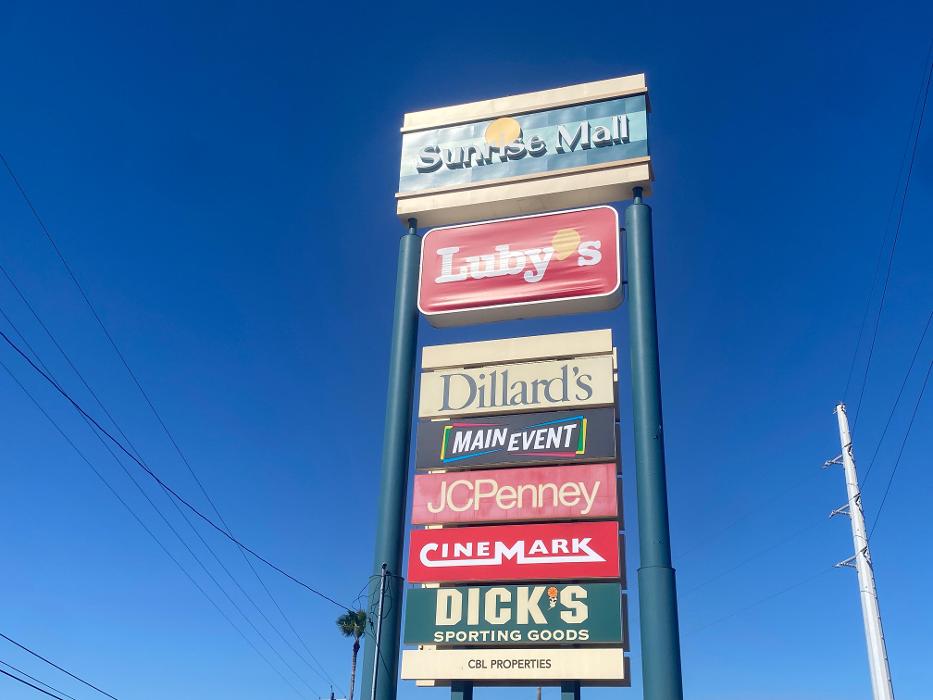 Sunrise Mall
Luby's
Dillard's
MAIN EVENT
JCPenney
CINEMARK
DICK'S
SPORTING GOODS
CBL PROPERTIES